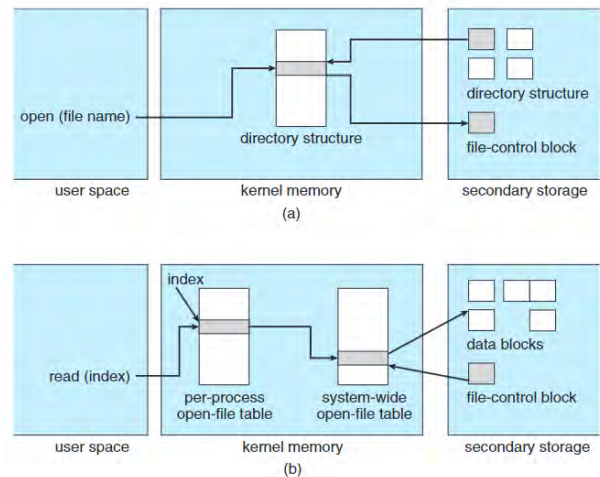 open (file name)
directory structure
directory structure
file-control block
user space
kernel memory
secondary storage
(a)
index
read (index)
per-process
open-file table
system-wide
open-file table
data blocks
file-control block
user space
kernel memory
secondary storage
(b)